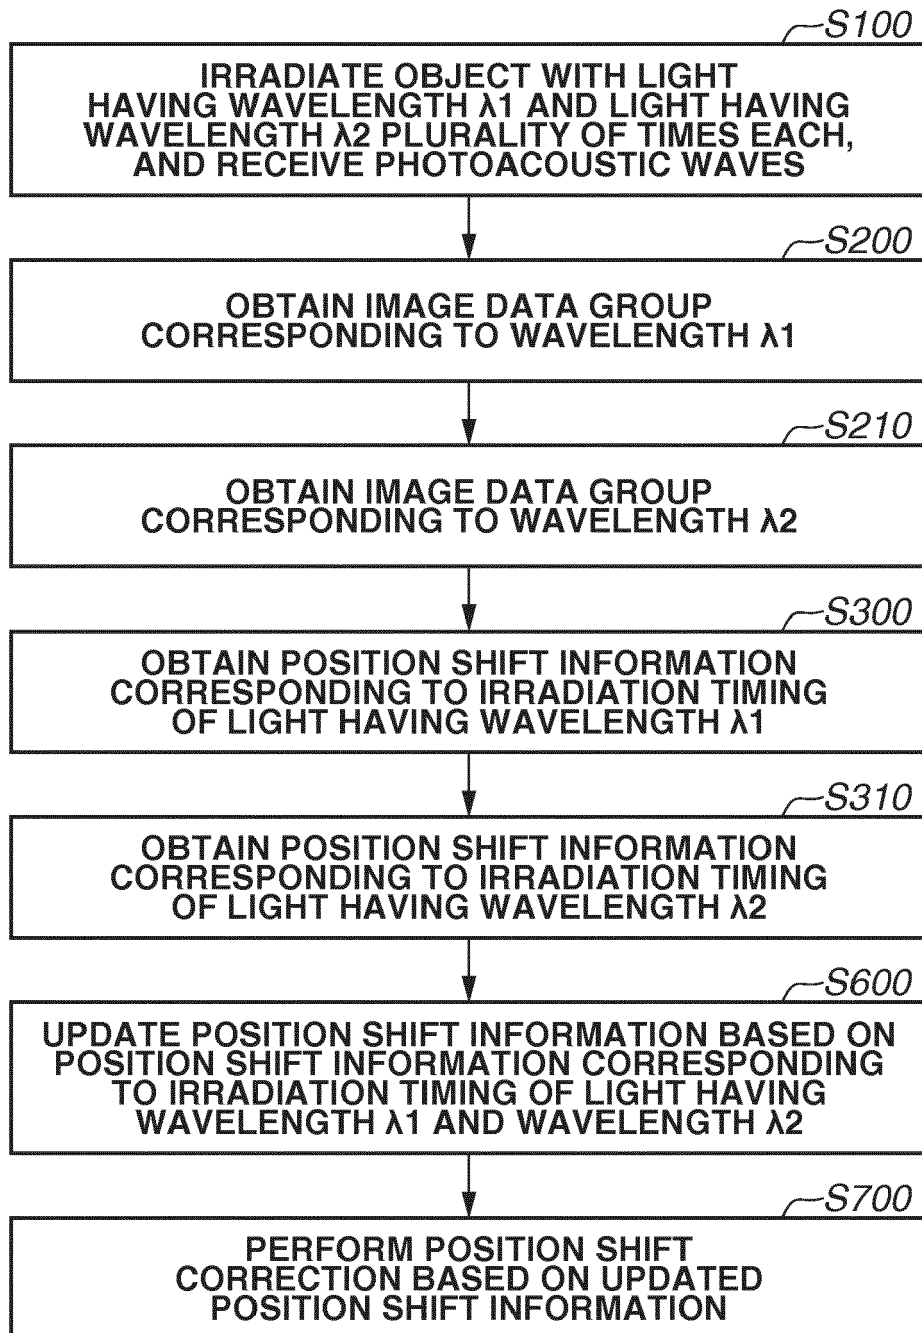 S100
IRRADIATE OBJECT WITH LIGHT
HAVING WAVELENGTH λ1 AND LIGHT HAVING
WAVELENGTH λ2 PLURALITY OF TIMES EACH,
AND RECEIVE PHOTOACOUSTIC WAVES
S200
OBTAIN IMAGE DATA GROUP
CORRESPONDING TO WAVELENGTH λ1
S210
OBTAIN IMAGE DATA GROUP
CORRESPONDING TO WAVELENGTH λ2
S300
OBTAIN POSITION SHIFT INFORMATION
CORRESPONDING TO IRRADIATION TIMING
OF LIGHT HAVING WAVELENGTH λ1
S310
OBTAIN POSITION SHIFT INFORMATION
CORRESPONDING TO IRRADIATION TIMING
OF LIGHT HAVING WAVELENGTH λ2
S600
UPDATE POSITION SHIFT INFORMATION BASED ON
POSITION SHIFT INFORMATION CORRESPONDING
TO IRRADIATION TIMING OF LIGHT HAVING
WAVELENGTH λ1 AND WAVELENGTH λ2
S700
PERFORM POSITION SHIFT
CORRECTION BASED ON UPDATED
POSITION SHIFT INFORMATION